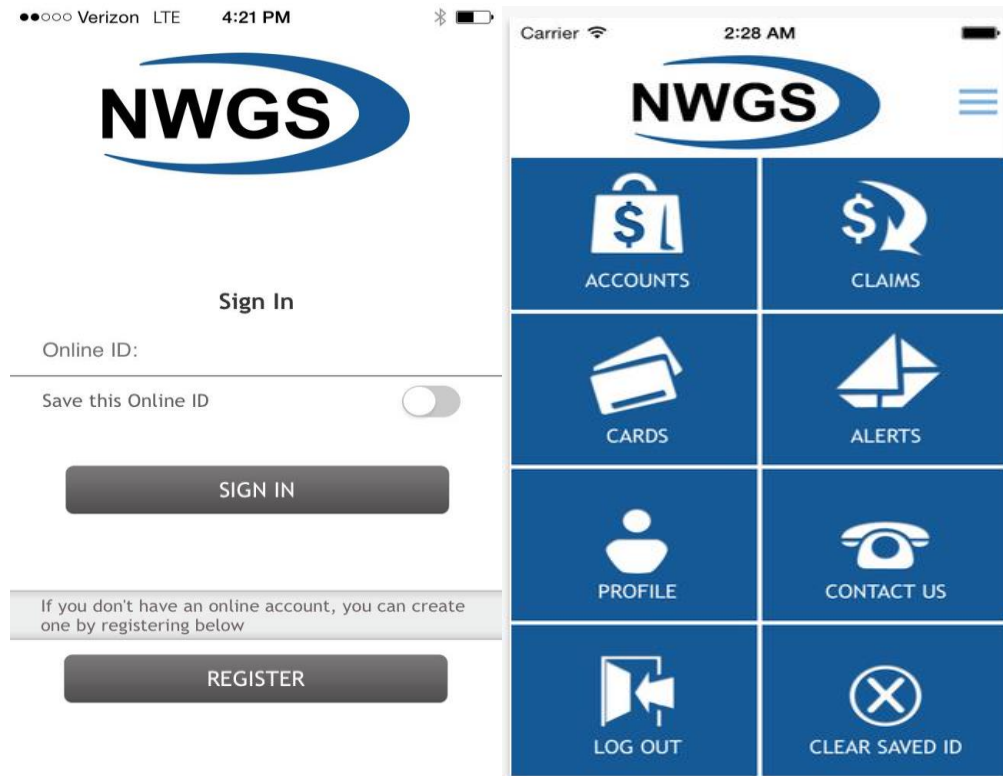 Verizon LTE 4:21 PM
NWGS
Sign In
Online ID:
Save this Online ID
SIGN IN
If you don't have an online account, you can create
one by registering below
REGISTER
Carrier 2:28 AM
NWGS
$ $
ACCOUNTS CLAIMS
CARDS ALERTS
PROFILE CONTACT US
LOG OUT CLEAR SAVED ID